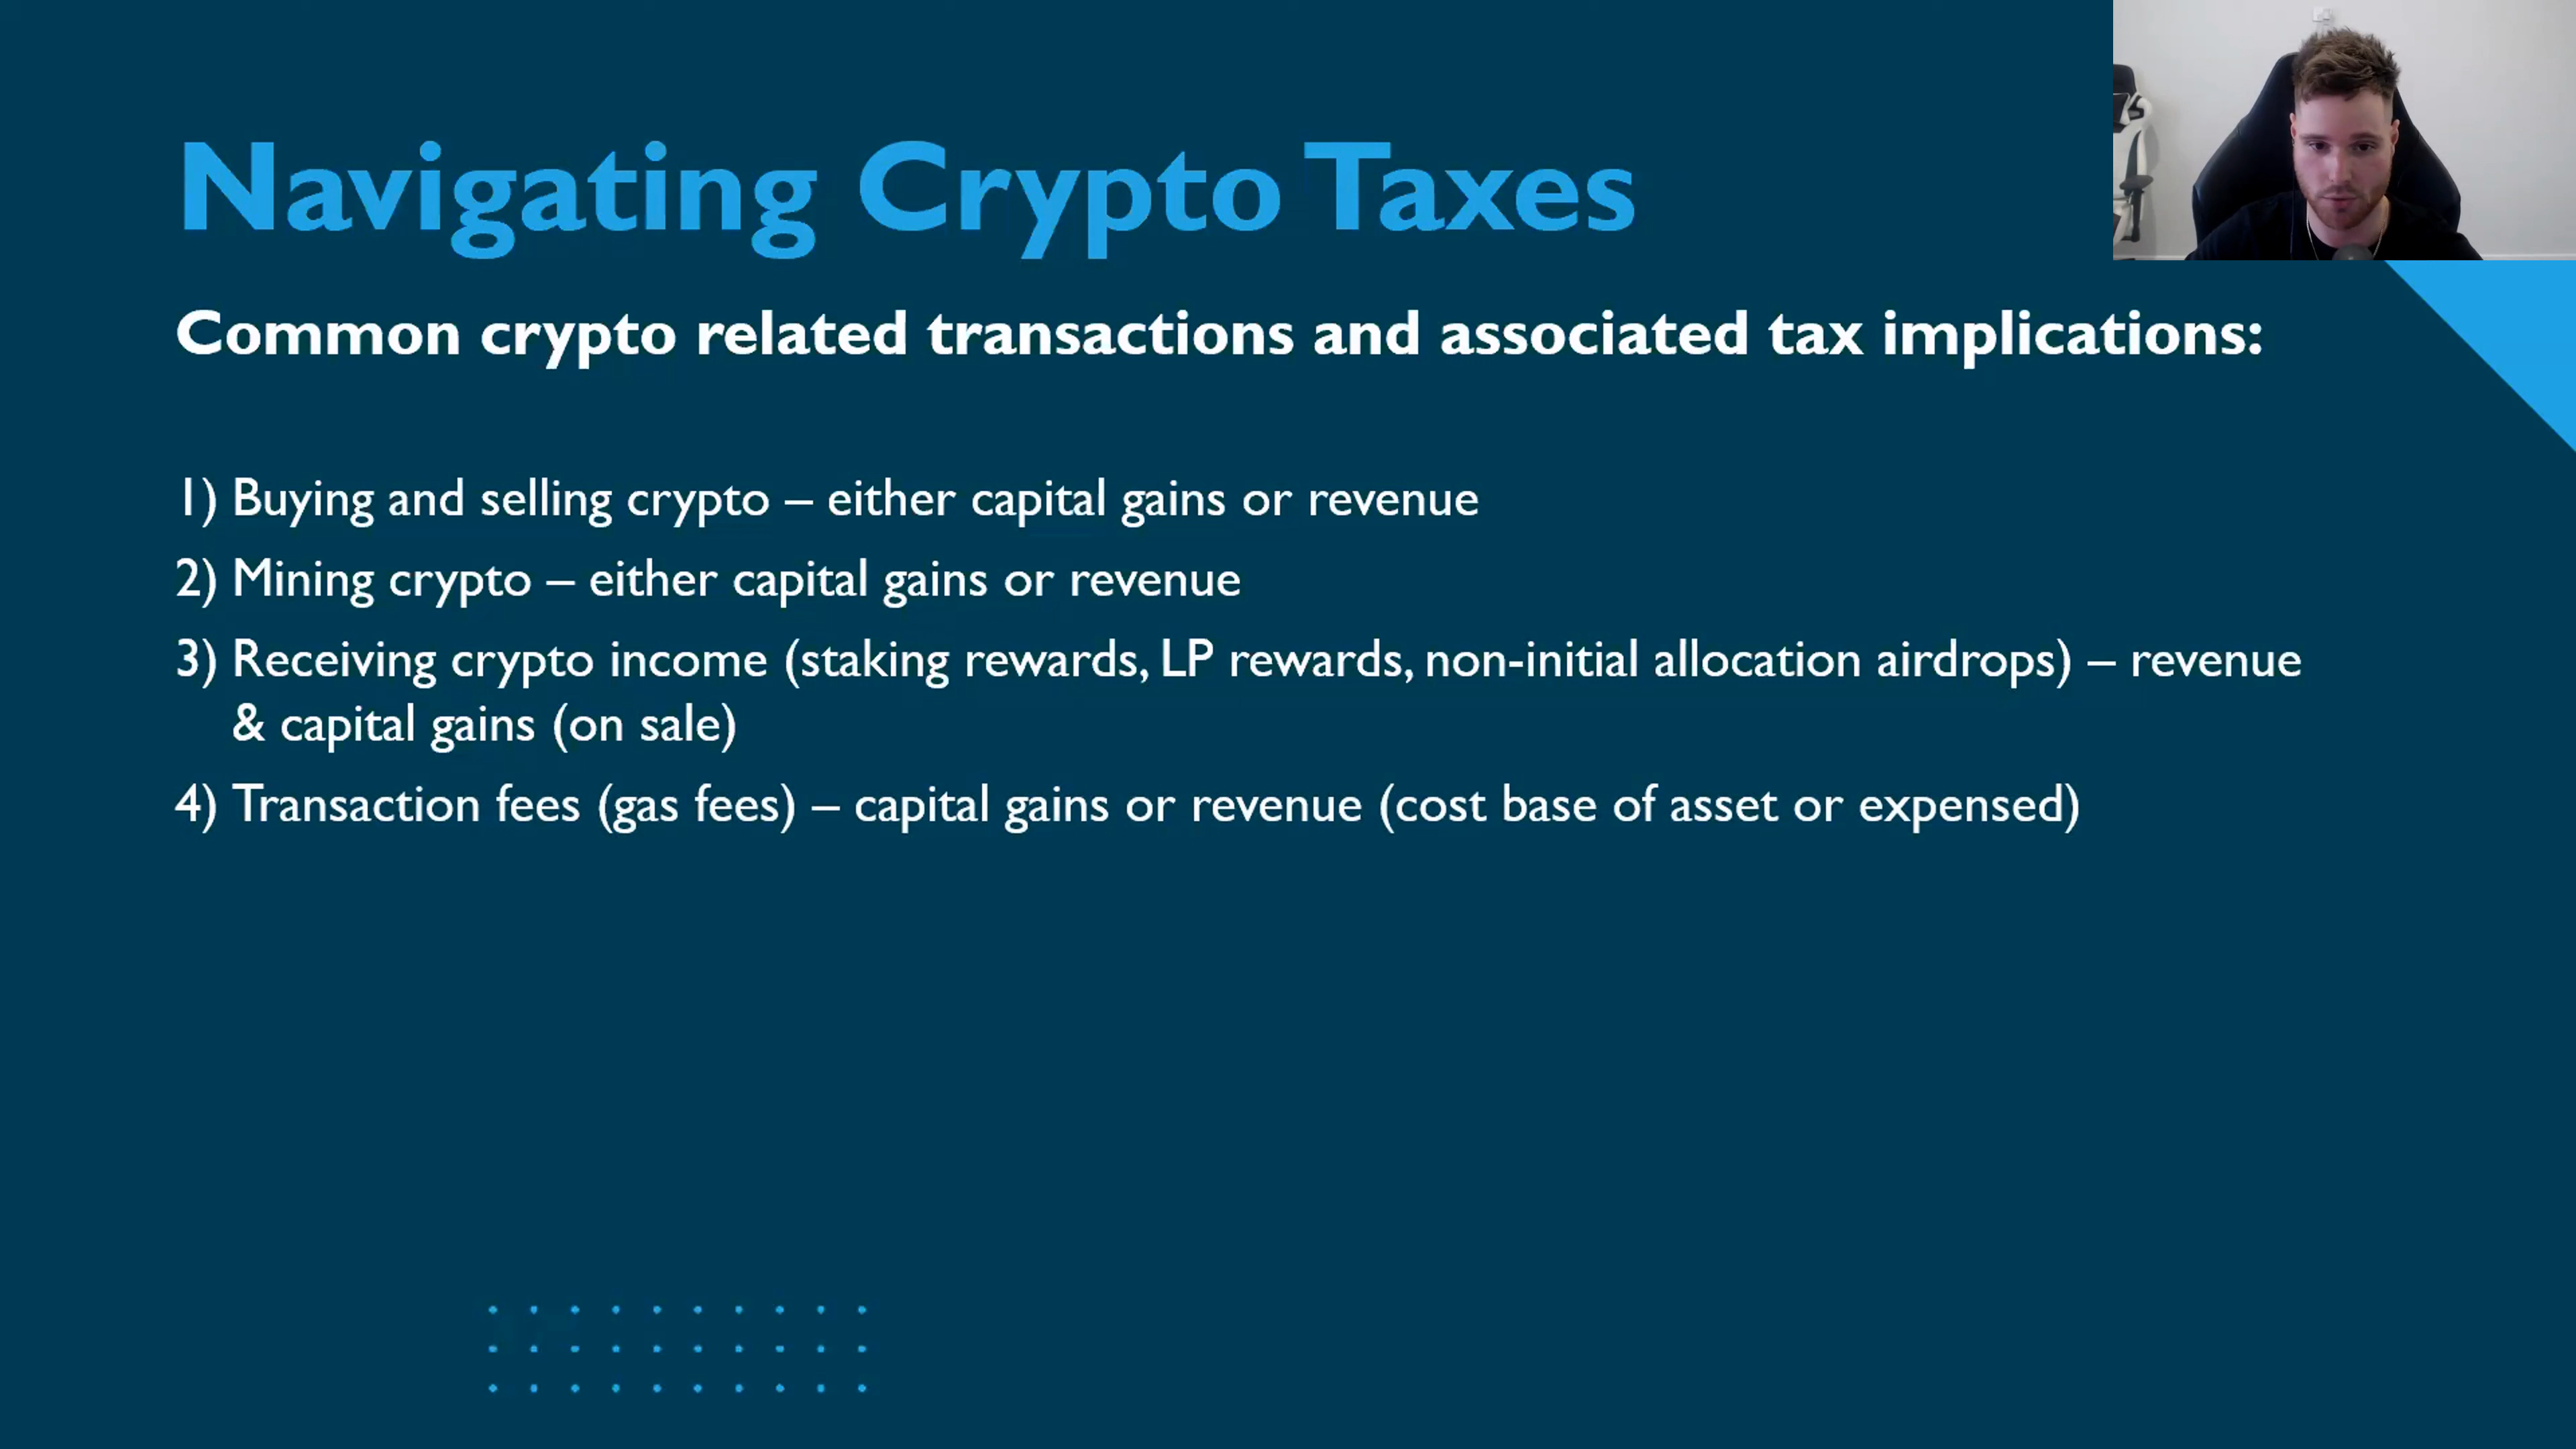 Navigating Crypto Taxes
Common crypto related transactions and associated tax implications:
1) Buying and selling crypto – either capital gains or revenue
2) Mining crypto – either capital gains or revenue
3) Receiving crypto income (staking rewards, LP rewards, non-initial allocation airdrops) – revenue
& capital gains (on sale)
4) Transaction fees (gas fees) – capital gains or revenue (cost base of asset or expensed)